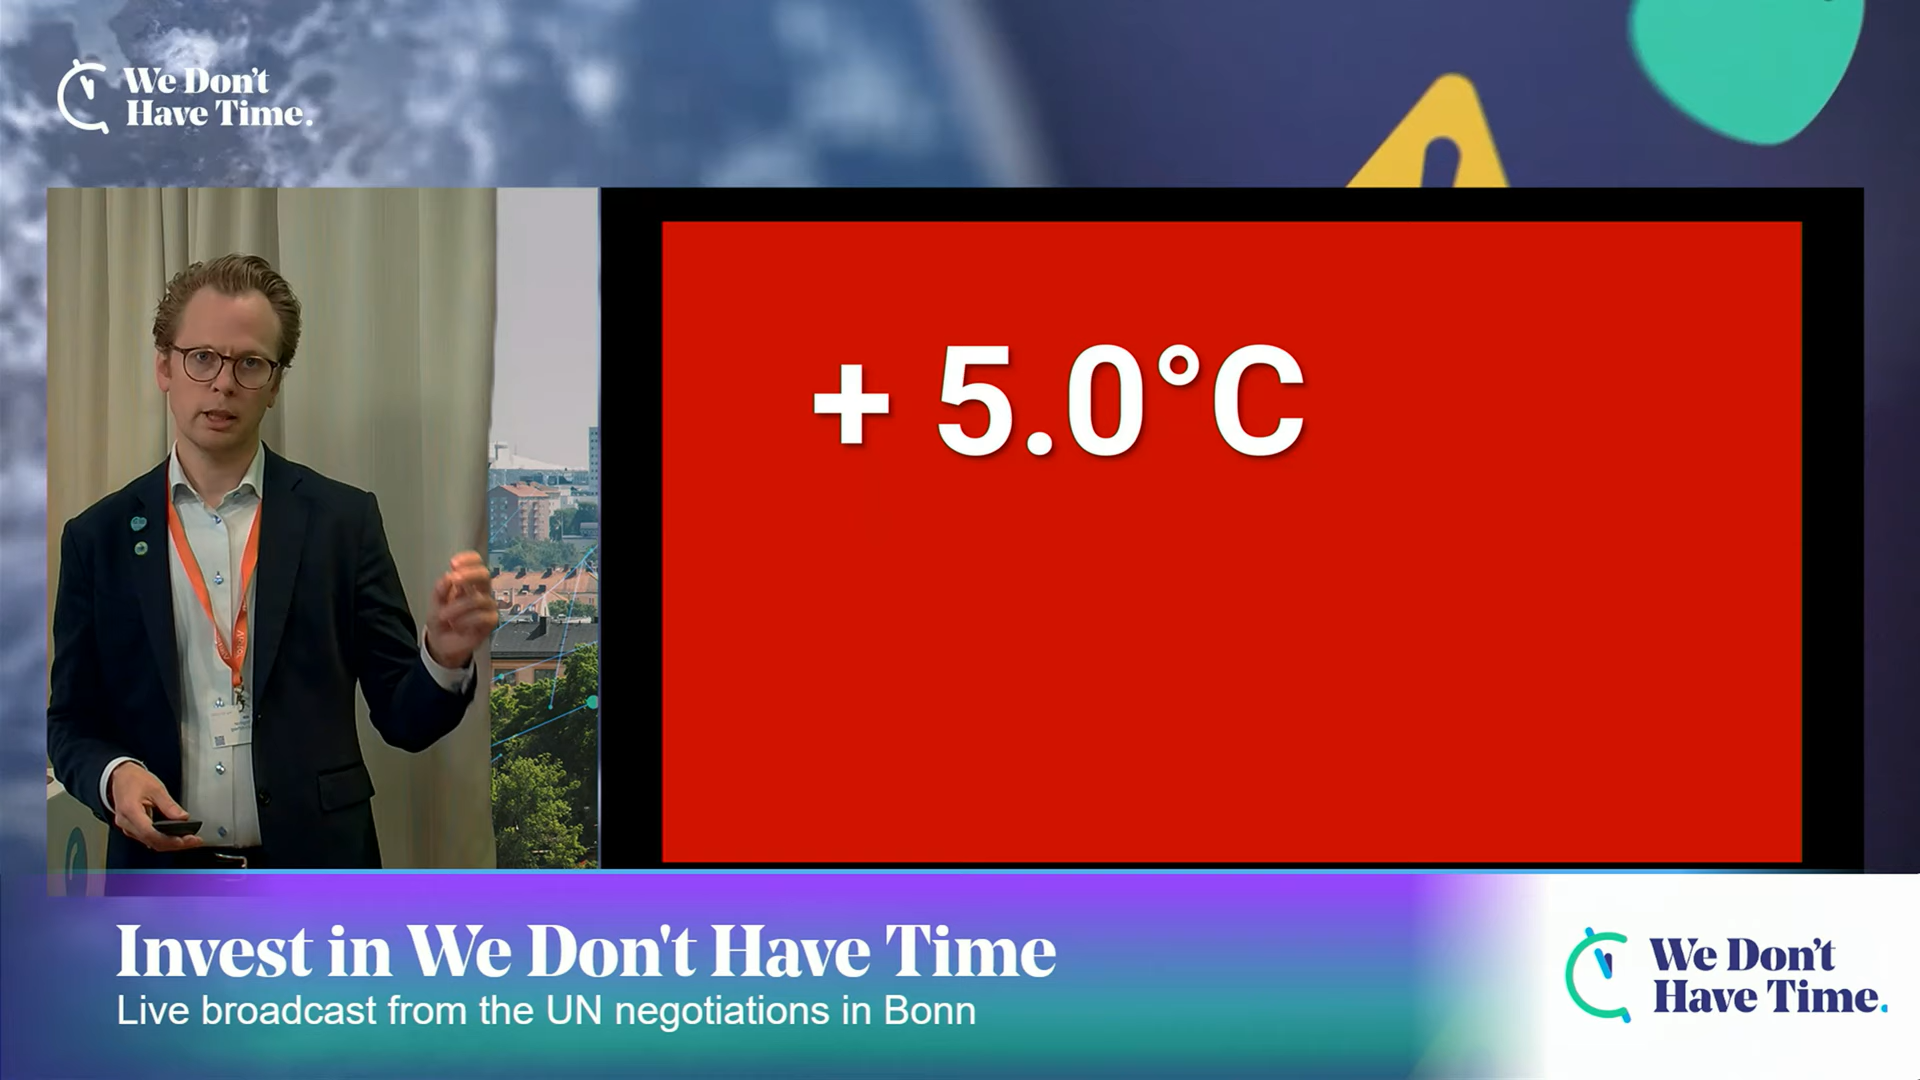 We Don't
Have Time.
+ 5.0°C
Invest in We Don't Have Time
Live broadcast from the UN negotiations in Bonn
We Don't
Have Time.